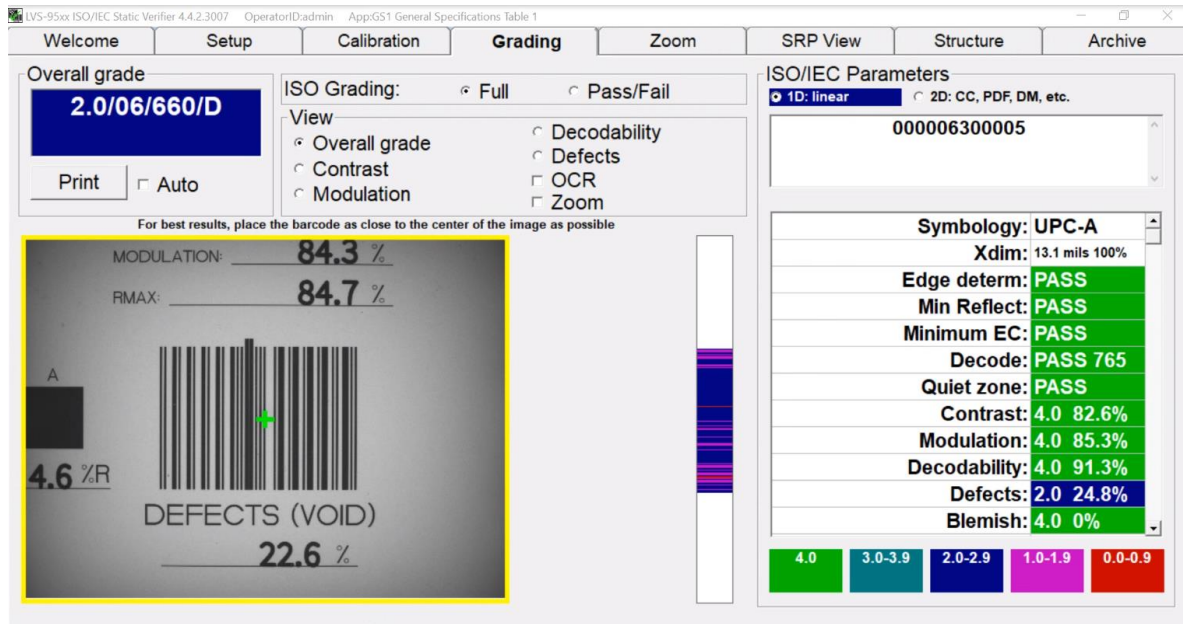 LVS-95xx ISO/IEC Static Verifier 4.4.2.3007 OperatorID:admin App:GS1 General Specifications Table 1
Welcome Setup Calibration Grading Zoom SRP View Structure Archive
Overall grade
2.0/06/660/D
Print Auto
ISO Grading: Full Pass/Fail
View
Overall grade
Contrast
Modulation
Decodability
Defects
OCR
Zoom
For best results, place the barcode as close to the center of the image as possible
MODULATION: 84.3 %
RMAX: 84.7 %
A
4.6 %R
DEFECTS (VOID)
22.6 %
ISO/IEC Parameters
1D: linear 2D: CC, PDF, DM, etc.
000006300005
Symbology: UPC-A
Xdim: 13.1 mils 100%
Edge determ: PASS
Min Reflect: PASS
Minimum EC: PASS
Decode: PASS 765
Quiet zone: PASS
Contrast: 4.0 82.6%
Modulation: 4.0 85.3%
Decodability: 4.0 91.3%
Defects: 2.0 24.8%
Blemish: 4.0 0%
4.0 3.0-3.9 2.0-2.9 1.0-1.9 0.0-0.9